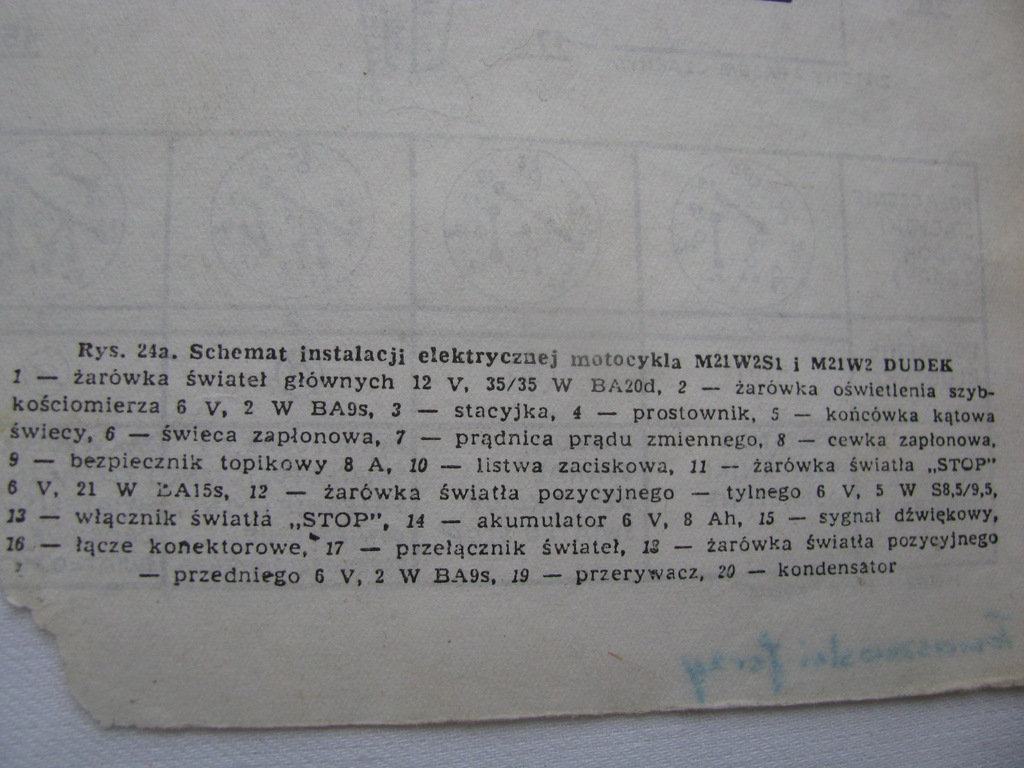 Rys. 24a. Schemat instalacji elektrycznej motocykla M21W2S1 i M21W2 DUDEK
1 — żarówka świateł głównych 12 V, 35/35 W BA20d, 2 — żarówka oświetlenia szyb-
kościomierza 6 V, 2 W BA9s, 3 — stacyjka, 4 — prostownik, 5 — końcówka kątowa
świecy, 6 — świeca zapłonowa, 7 — prądnica prądu zmiennego, 8 — cewka zapłonowa,
9 — bezpiecznik topikowy 8 A, 10 — listwa zaciskowa, 11 — żarówka światła „STOP”
6 V, 21 W BA15s, 12 — żarówka światła pozycyjnego — tylnego 6 V, 5 W S8,5/9,5,
13 — włącznik światła „STOP”, 14 — akumulator 6 V, 8 Ah, 15 — sygnał dźwiękowy,
16 — łącze konektorowe, 17 — przełącznik świateł, 18 — żarówka światła pozycyjnego
— przedniego 6 V, 2 W BA9s, 19 — przerywacz, 20 — kondensator